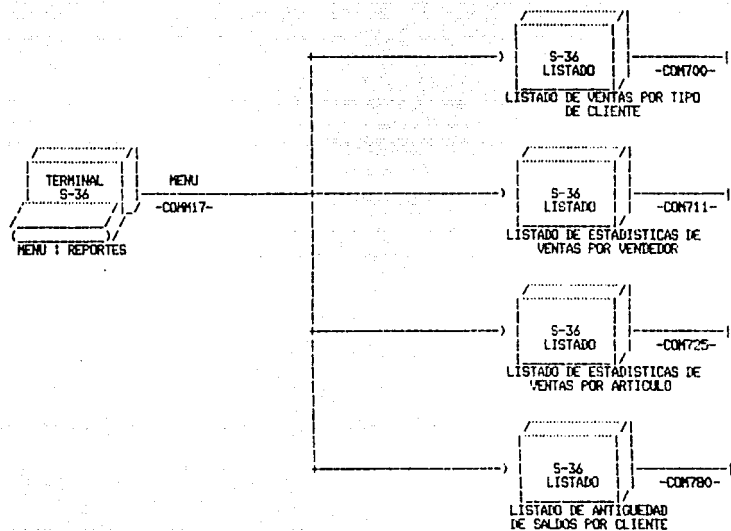 S-36
LISTADO
-COM700-
LISTADO DE VENTAS POR TIPO
DE CLIENTE
TERMINAL
S-36
MENU
-COMM17-
MENU : REPORTES
S-36
LISTADO
-COM711-
LISTADO DE ESTADISTICAS DE
VENTAS POR VENDEDOR
S-36
LISTADO
-COM725-
LISTADO DE ESTADISTICAS DE
VENTAS POR ARTICULO
S-36
LISTADO
-COM780-
LISTADO DE ANTIGUEDAD
DE SALDOS POR CLIENTE